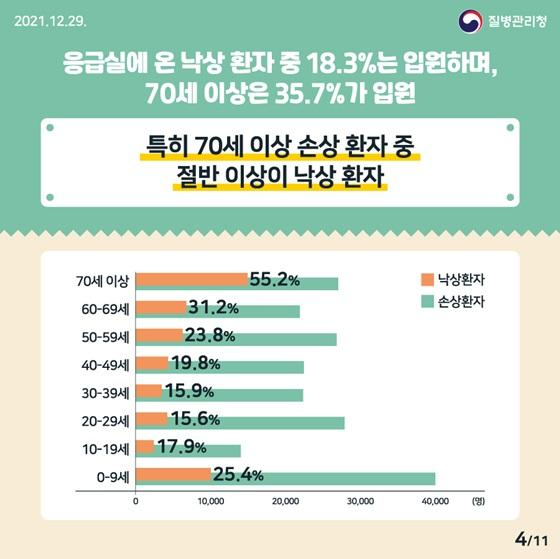 2021.12.29.
질병관리청
응급실에 온 낙상 환자 중 18.3%는 입원하며,
70세 이상은 35.7%가 입원
특히 70세 이상 손상 환자 중
절반 이상이 낙상 환자
낙상환자
손상환자
70세 이상 55.2%
60-69세 31.2%
50-59세 23.8%
40-49세 19.8%
30-39세 15.9%
20-29세 15.6%
10-19세 17.9%
0-9세 25.4%
0 10,000 20,000 30,000 40,000 (명)
4/11